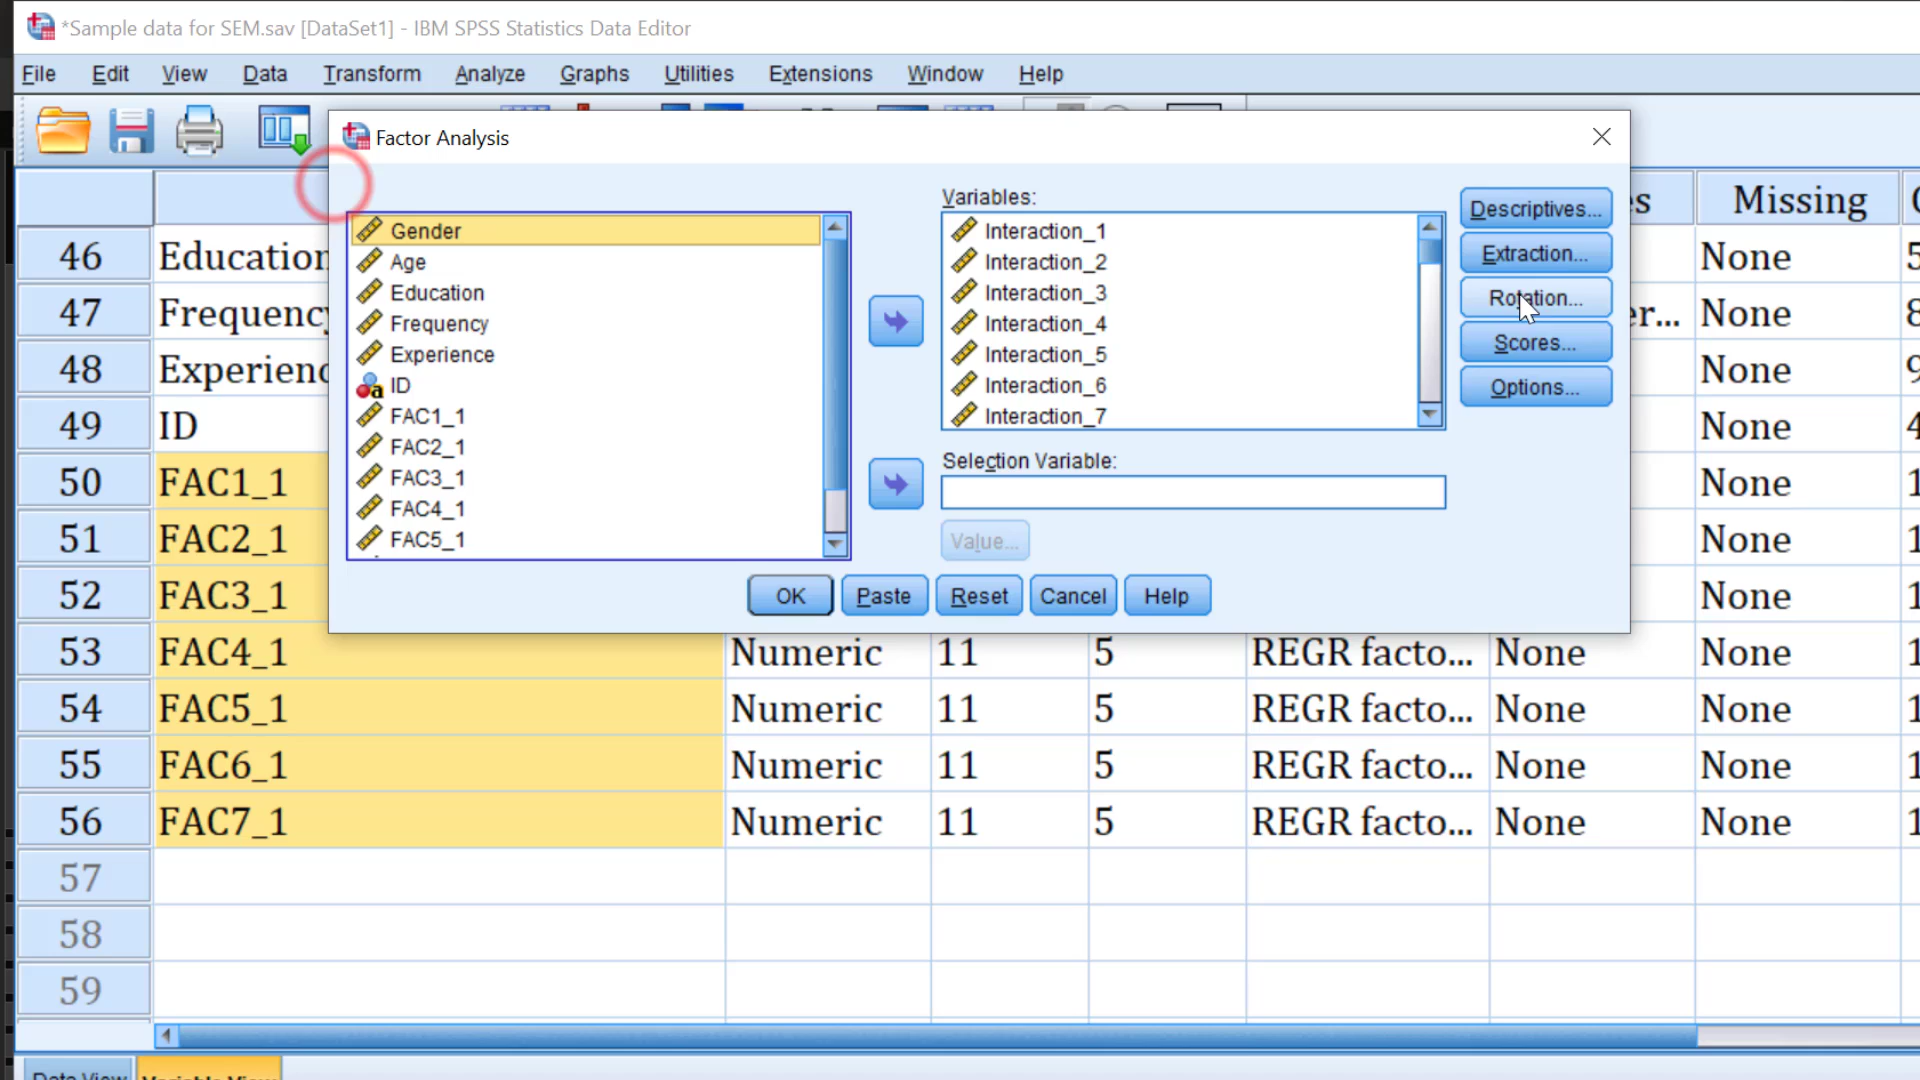 *Sample data for SEM.sav [DataSet1] - IBM SPSS Statistics Data Editor
File Edit View Data Transform Analyze Graphs Utilities Extensions Window Help
Factor Analysis
Variables:
Gender
Age
Education
Frequency
Experience
ID
FAC1_1
FAC2_1
FAC3_1
FAC4_1
FAC5_1
Interaction_1
Interaction_2
Interaction_3
Interaction_4
Interaction_5
Interaction_6
Interaction_7
Selection Variable:
Value...
Descriptives...
Extraction...
Rotation...
Scores...
Options...
OK Paste Reset Cancel Help
Missing
46 Education None
47 Frequency None
48 None
49 ID None
50 FAC1_1 None
51 FAC2_1 None
52 FAC3_1 None
53 FAC4_1 Numeric 11 5 REGR facto... None None
54 FAC5_1 Numeric 11 5 REGR facto... None None
55 FAC6_1 Numeric 11 5 REGR facto... None None
56 FAC7_1 Numeric 11 5 REGR facto... None None
57
58
59
Data View Variable View